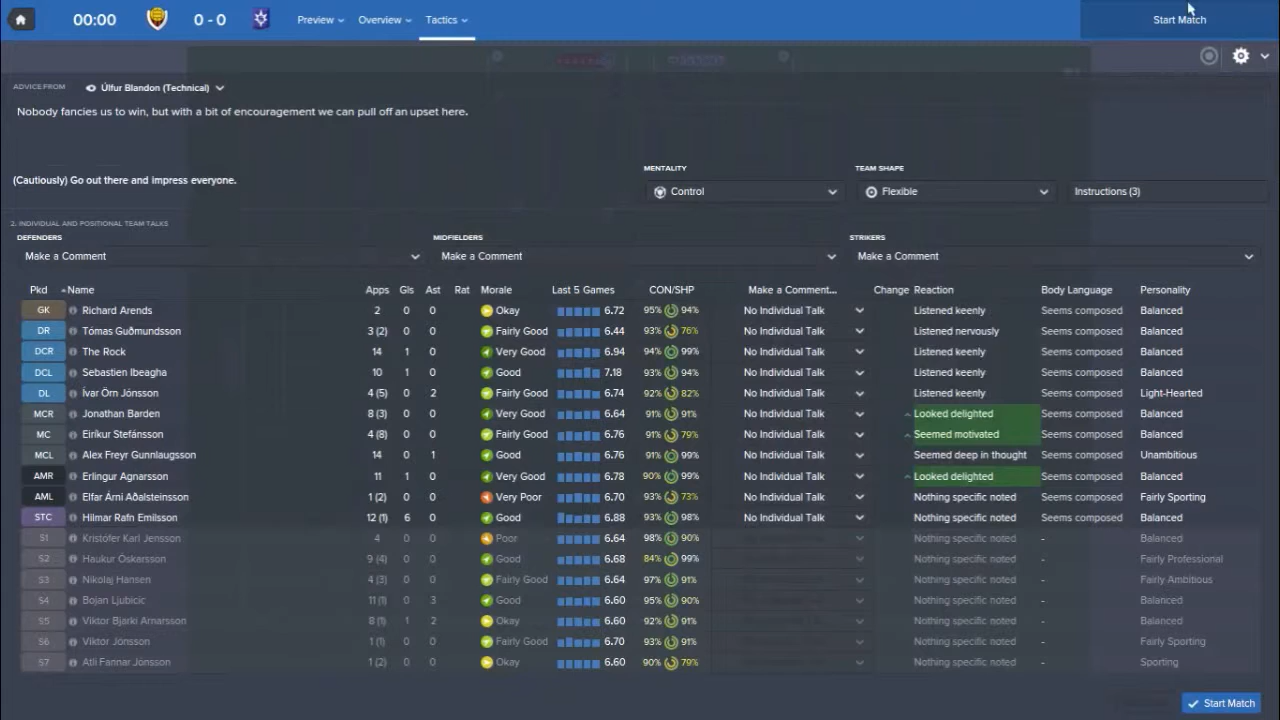 00:00 0 - 0 Preview Overview Tactics Start Match
ADVICE FROM Úlfur Blandon (Technical)
Nobody fancies us to win, but with a bit of encouragement we can pull off an upset here.
MENTALITY TEAM SHAPE
(Cautiously) Go out there and impress everyone. Control Flexible Instructions (3)
2. INDIVIDUAL AND POSITIONAL TEAM TALKS
DEFENDERS MIDFIELDERS STRIKERS
Make a Comment Make a Comment Make a Comment
Pkd Name Apps Gls Ast Rat Morale Last 5 Games CON/SHP Make a Comment... Change Reaction Body Language Personality
GK Richard Arends 2 0 0 Okay 6.72 95% 94% No Individual Talk Listened keenly Seems composed Balanced
DR Tómas Guðmundsson 3 (2) 0 0 Fairly Good 6.44 93% 76% No Individual Talk Listened nervously Seems composed Balanced
DCR The Rock 14 1 0 Very Good 6.94 94% 99% No Individual Talk Listened keenly Seems composed Balanced
DCL Sebastien Ibeagha 10 1 0 Good 7.18 93% 94% No Individual Talk Listened keenly Seems composed Balanced
DL Ívar Örn Jónsson 4 (5) 0 2 Fairly Good 6.74 92% 82% No Individual Talk Listened keenly Seems composed Light-Hearted
MCR Jonathan Barden 8 (3) 0 0 Very Good 6.64 91% 91% No Individual Talk Looked delighted Seems composed Balanced
MC Eiríkur Stefánsson 4 (8) 0 0 Fairly Good 6.76 91% 79% No Individual Talk Seemed motivated Seems composed Balanced
MCL Alex Freyr Gunnlaugsson 14 0 1 Good 6.76 91% 99% No Individual Talk Seemed deep in thought Seems composed Unambitious
AMR Erlingur Agnarsson 11 1 0 Very Good 6.78 90% 99% No Individual Talk Looked delighted Seems composed Balanced
AML Elfar Árni Aðalsteinsson 1 (2) 0 0 Very Poor 6.70 93% 73% No Individual Talk Nothing specific noted Seems composed Fairly Sporting
STC Hilmar Rafn Emilsson 12 (1) 6 0 Good 6.88 93% 98% No Individual Talk Nothing specific noted Seems composed Balanced
S1 Kristófer Karl Jensson 4 0 0 Poor 6.64 98% 90% Nothing specific noted - Balanced
S2 Haukur Óskarsson 9 (4) 0 0 Good 6.68 84% 99% Nothing specific noted - Fairly Professional
S3 Nikolaj Hansen 4 (3) 0 0 Fairly Good 6.64 97% 91% Nothing specific noted - Fairly Ambitious
S4 Bojan Ljubicic 11 (1) 0 3 Good 6.60 95% 90% Nothing specific noted - Balanced
S5 Viktor Bjarki Arnarsson 8 (1) 1 2 Okay 6.60 92% 91% Nothing specific noted - Balanced
S6 Viktor Jónsson 1 (1) 0 0 Fairly Good 6.70 93% 91% Nothing specific noted - Fairly Sporting
S7 Atli Fannar Jónsson 1 (2) 0 0 Okay 6.60 90% 79% Nothing specific noted - Sporting
Start Match